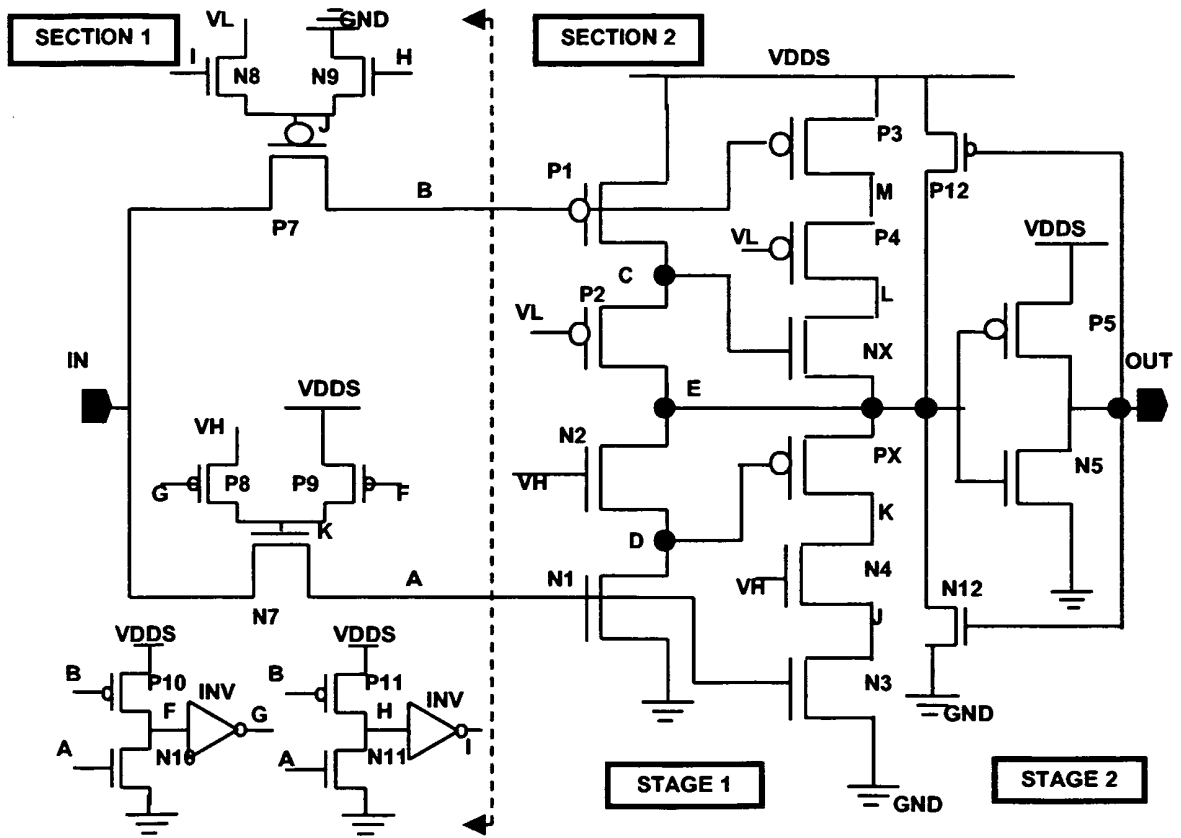 SECTION 1
VL
GND
SECTION 2
I
N8
N9
H
VDDS
J
P3
P1
B
M
P12
P7
VL
P4
VDDS
C
P2
L
VL
NX
P5
IN
VDDS
E
OUT
VH
N2
PX
N5
G
P8
P9
F
VH
K
K
D
N1
N4
A
VH
N12
N7
J
VDDS
VDDS
N3
B
P10
INV
B
P11
INV
F
G
H
GND
A
N10
A
N11
I
STAGE 1
STAGE 2
GND